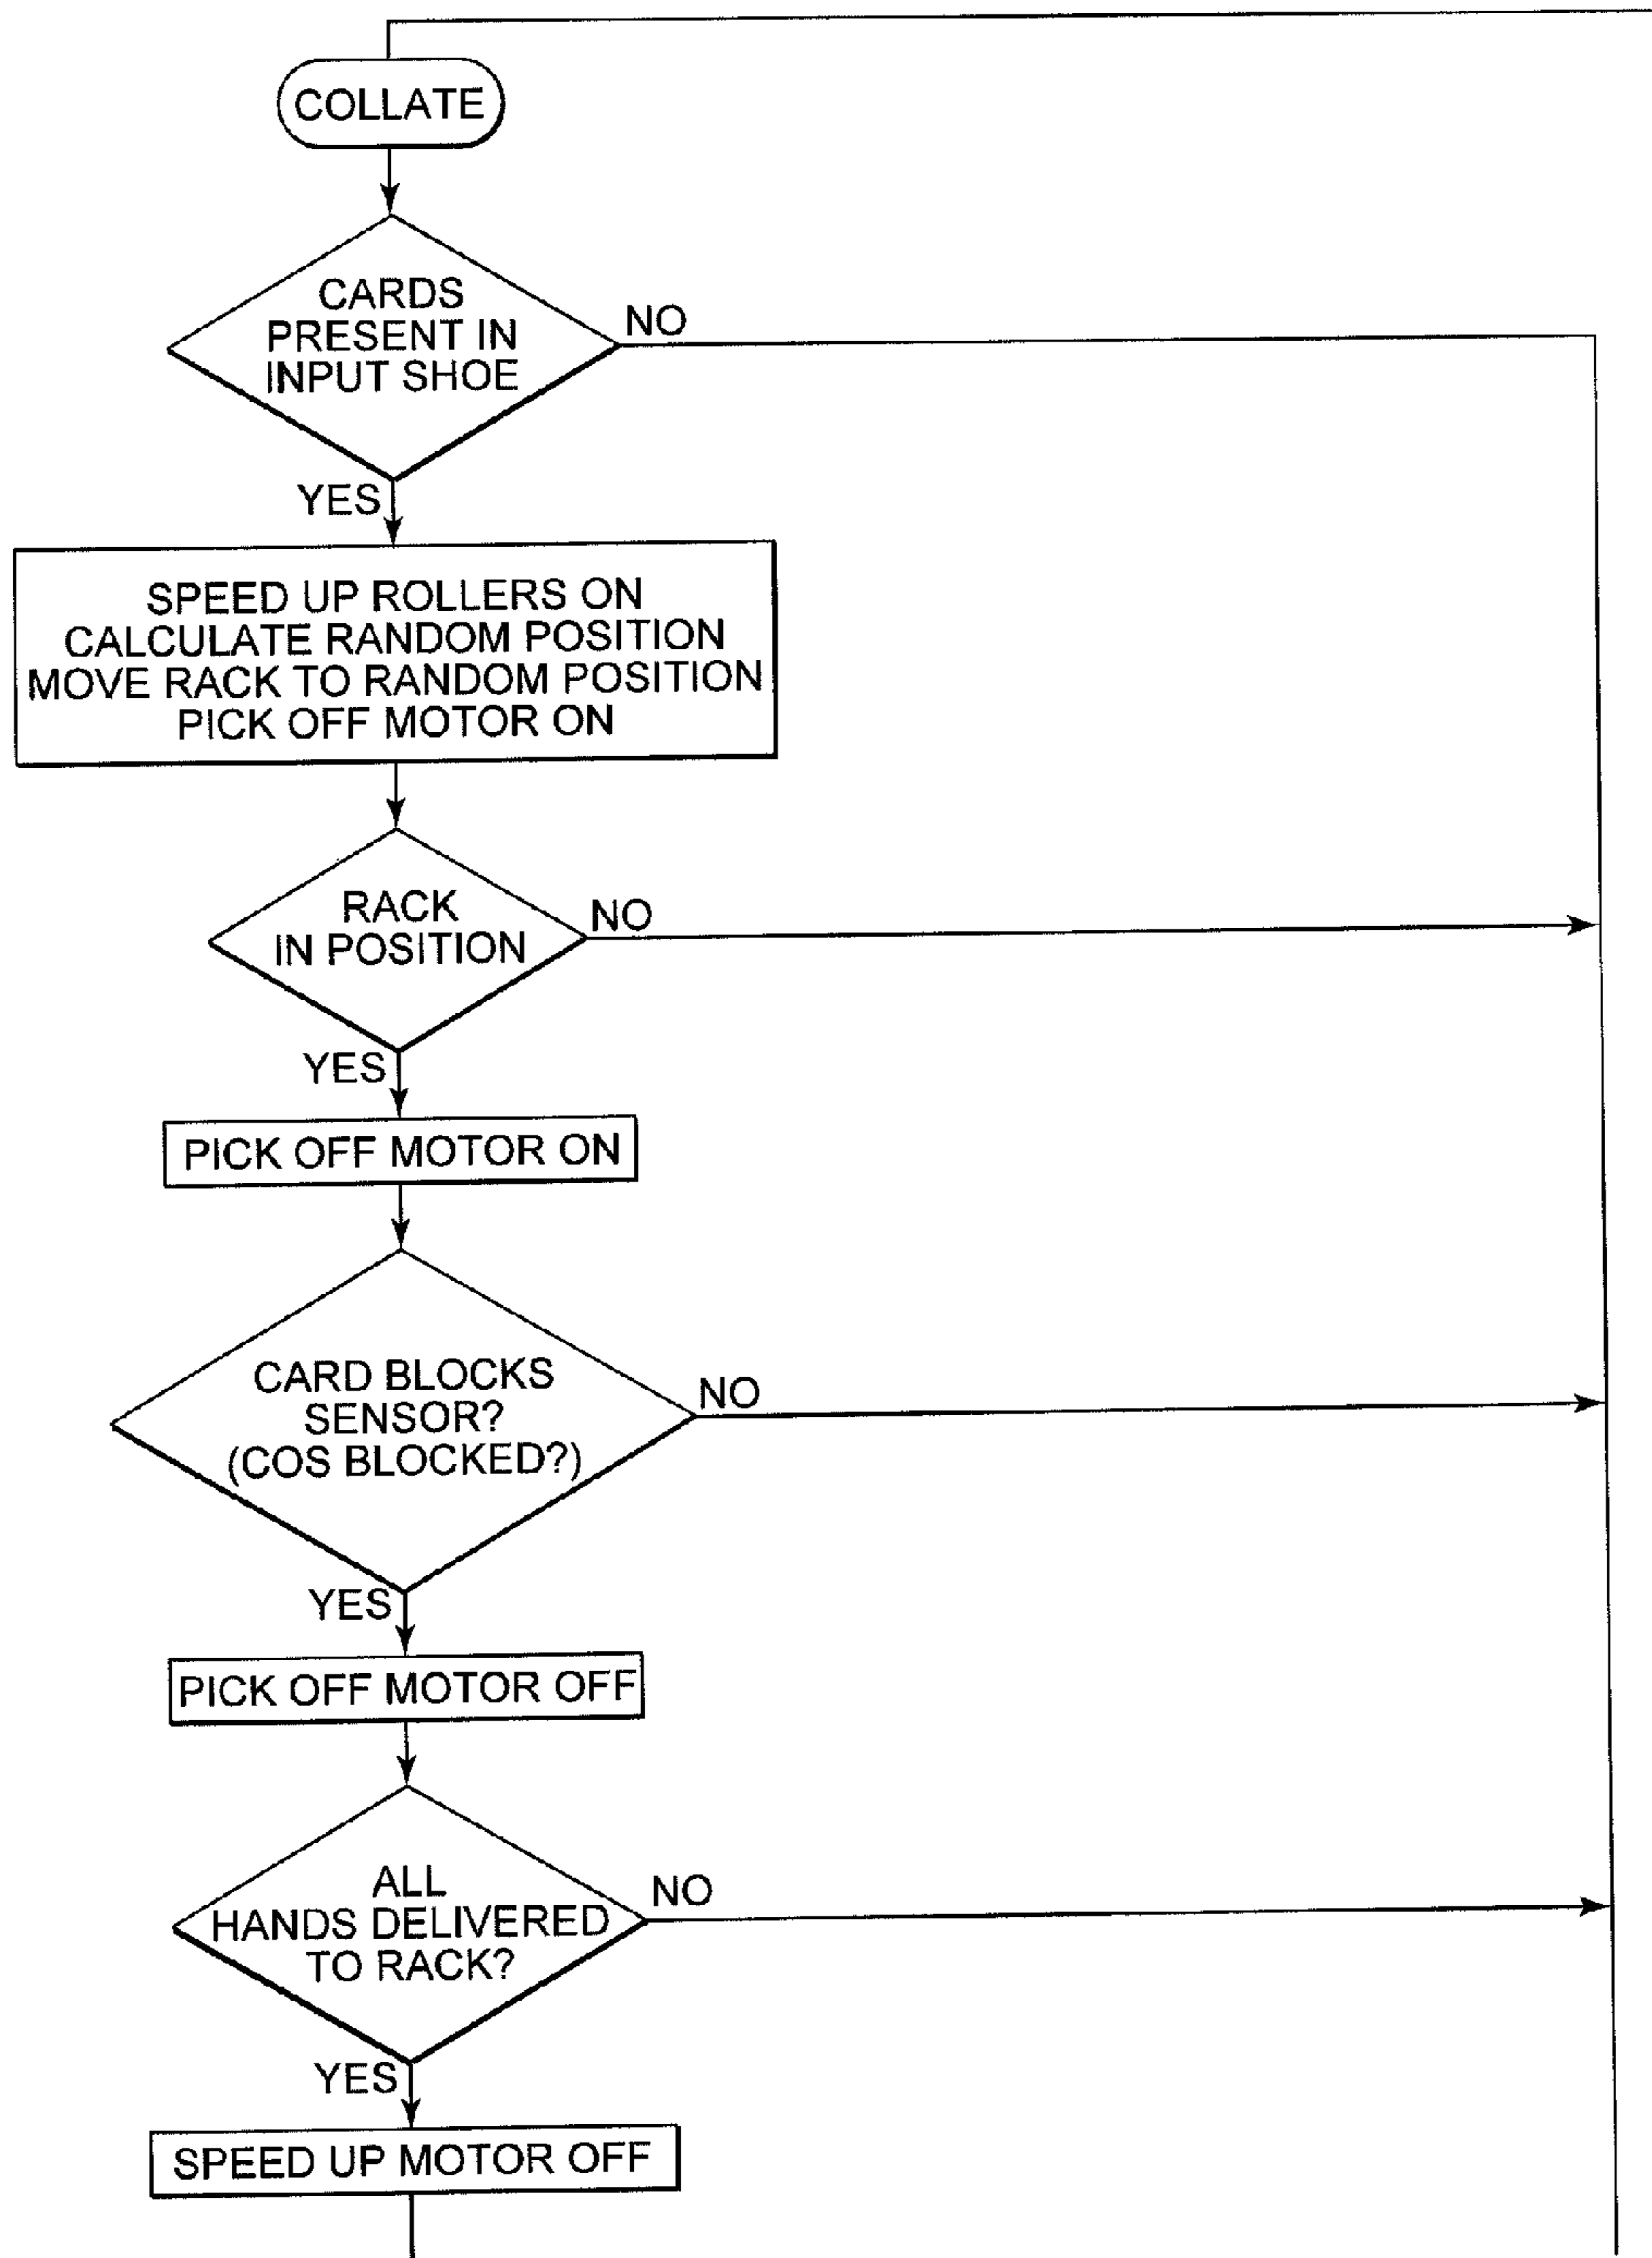 COLLATE
CARDS
PRESENT IN
INPUT SHOE
NO
YES
SPEED UP ROLLERS ON
CALCULATE RANDOM POSITION
MOVE RACK TO RANDOM POSITION
PICK OFF MOTOR ON
RACK
IN POSITION
NO
YES
PICK OFF MOTOR ON
CARD BLOCKS
SENSOR?
(COS BLOCKED?)
NO
YES
PICK OFF MOTOR OFF
ALL
HANDS DELIVERED
TO RACK?
NO
YES
SPEED UP MOTOR OFF